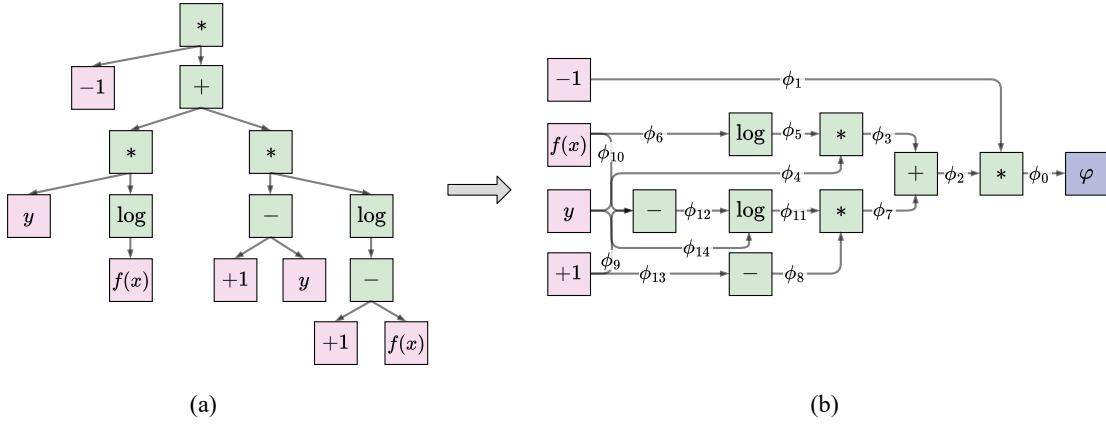 *
−1
+
* *
y log − log
f(x) +1 y −
+1 f(x)
(a)
−1 ϕ₁
f(x) ϕ₆ log ϕ₅ * ϕ₃
ϕ₁₀
ϕ₄ + ϕ₂ * ϕ₀ φ
y − ϕ₁₂ log ϕ₁₁ * ϕ₇
ϕ₁₄
ϕ₉
+1 ϕ₁₃ − ϕ₈
(b)